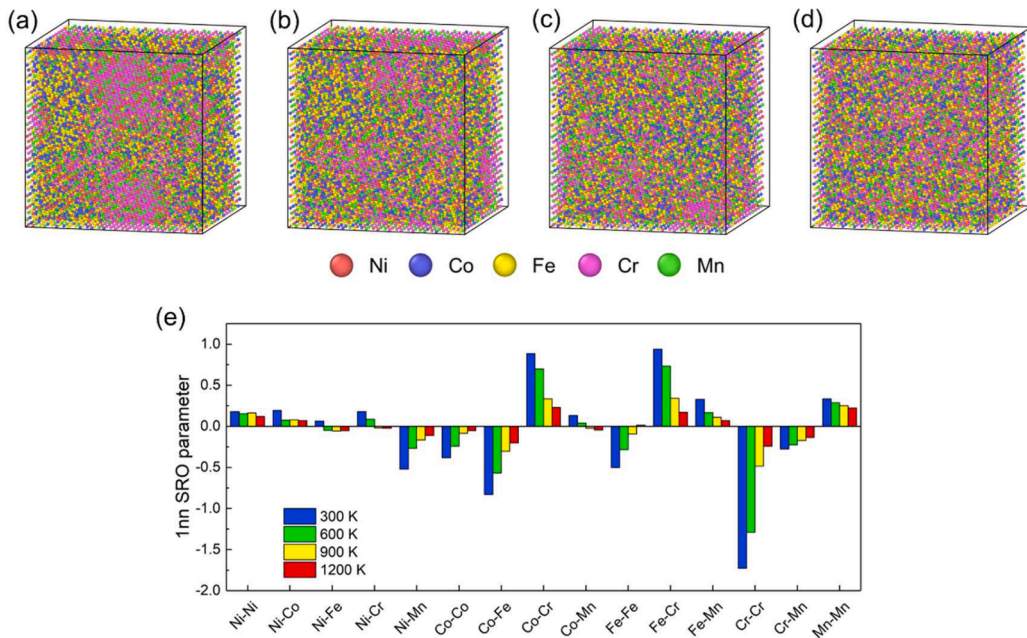 (a) (b) (c) (d)
Ni Co Fe Cr Mn
(e)
1nn SRO parameter
1.0
0.5
0.0
-0.5
-1.0
-1.5
-2.0
300 K
600 K
900 K
1200 K
Ni-Ni Ni-Co Ni-Fe Ni-Cr Ni-Mn Co-Co Co-Fe Co-Cr Co-Mn Fe-Fe Fe-Cr Fe-Mn Cr-Cr Cr-Mn Mn-Mn